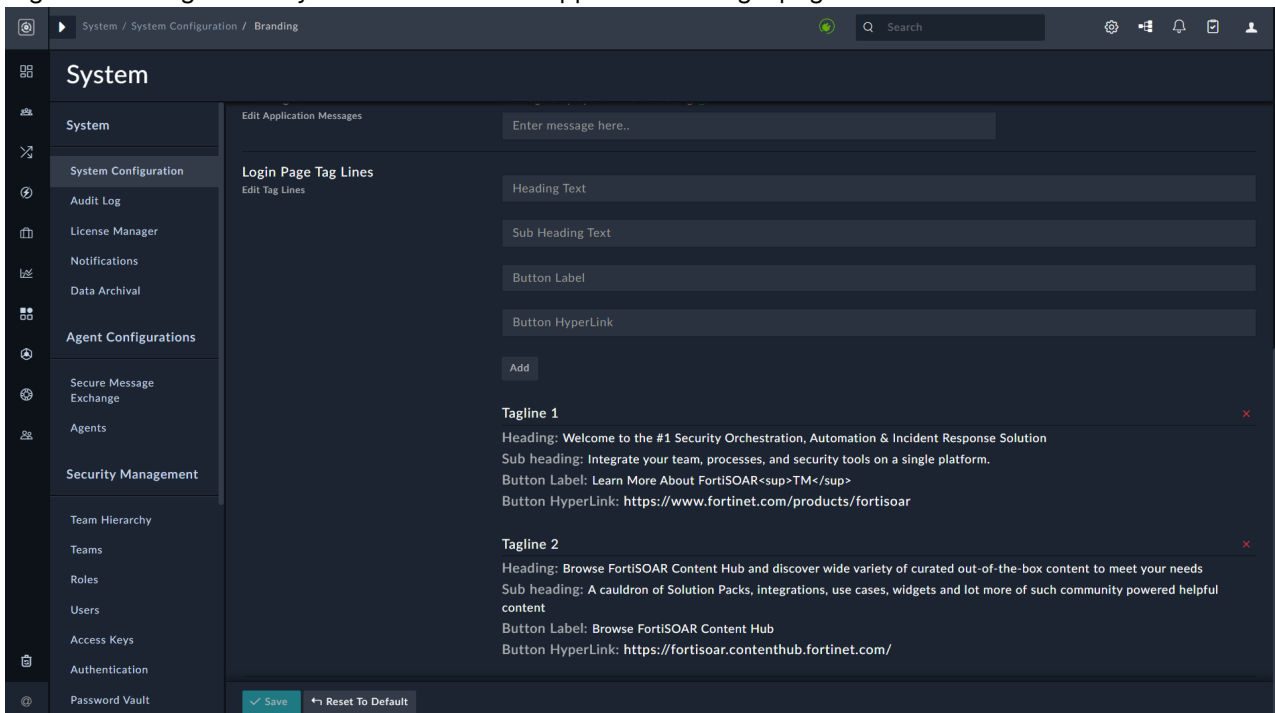 System / System Configuration / Branding
Search
System
System
System Configuration
Audit Log
License Manager
Notifications
Data Archival
Agent Configurations
Secure Message
Exchange
Agents
Security Management
Team Hierarchy
Teams
Roles
Users
Access Keys
Authentication
Password Vault
@
Edit Application Messages
Enter message here..
Login Page Tag Lines
Edit Tag Lines
Heading Text
Sub Heading Text
Button Label
Button HyperLink
Add
Tagline 1
Heading: Welcome to the #1 Security Orchestration, Automation & Incident Response Solution
Sub heading: Integrate your team, processes, and security tools on a single platform.
Button Label: Learn More About FortiSOAR<sup>TM</sup>
Button HyperLink: https://www.fortinet.com/products/fortisoar
Tagline 2
Heading: Browse FortiSOAR Content Hub and discover wide variety of curated out-of-the-box content to meet your needs
Sub heading: A cauldron of Solution Packs, integrations, use cases, widgets and lot more of such community powered helpful
content
Button Label: Browse FortiSOAR Content Hub
Button HyperLink: https://fortisoar.contenthub.fortinet.com/
Save
Reset To Default